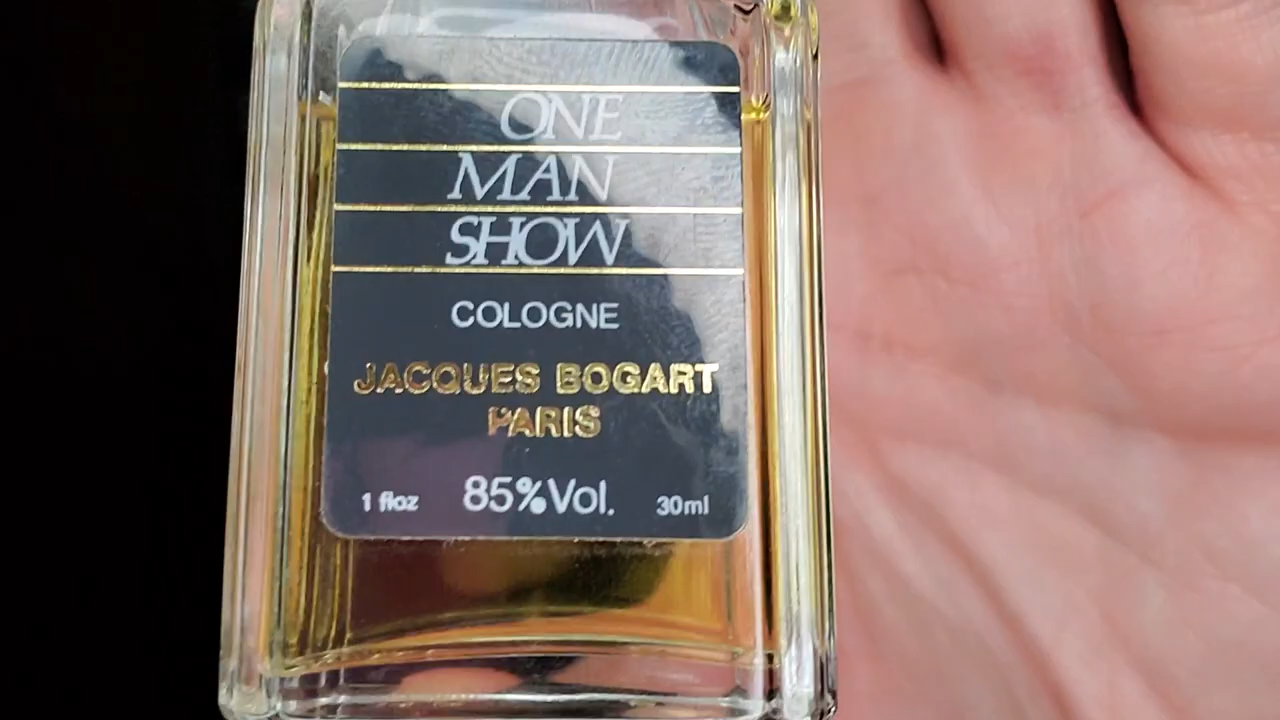 ONE
MAN
SHOW
COLOGNE
JACQUES BOGART
PARIS
1 floz 85%Vol. 30ml